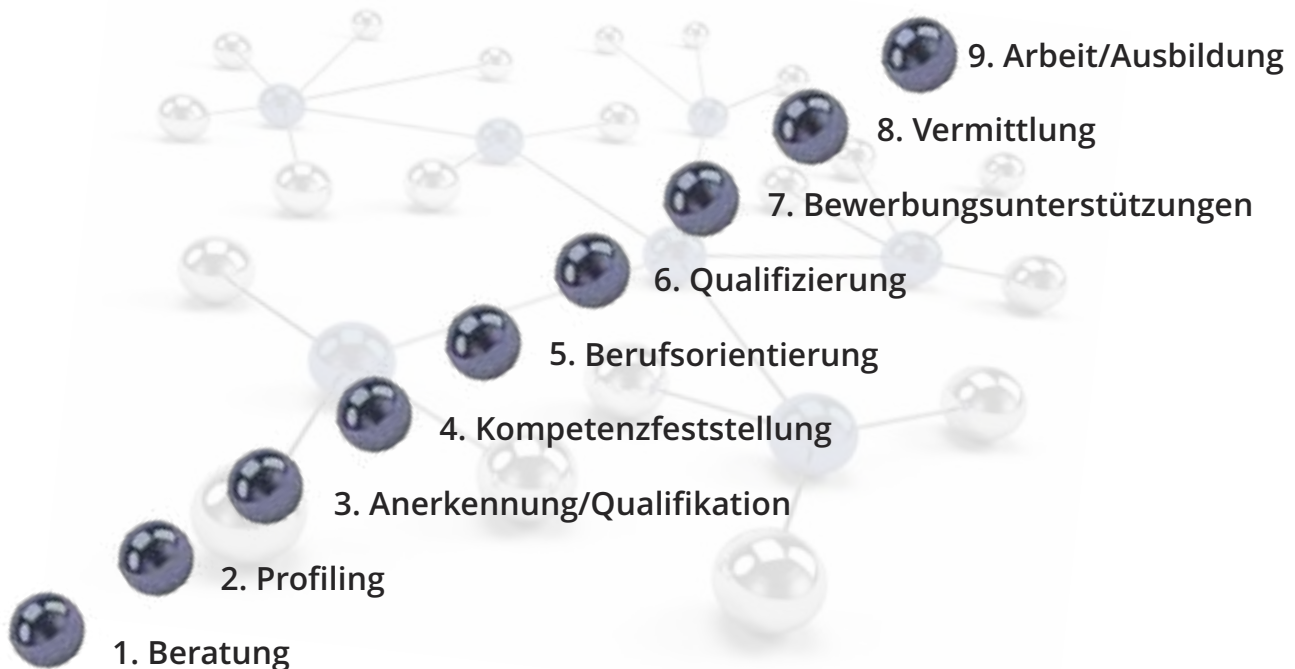 9. Arbeit/Ausbildung
8. Vermittlung
7. Bewerbungsunterstützungen
6. Qualifizierung
5. Berufsorientierung
4. Kompetenzfeststellung
3. Anerkennung/Qualifikation
2. Profiling
1. Beratung